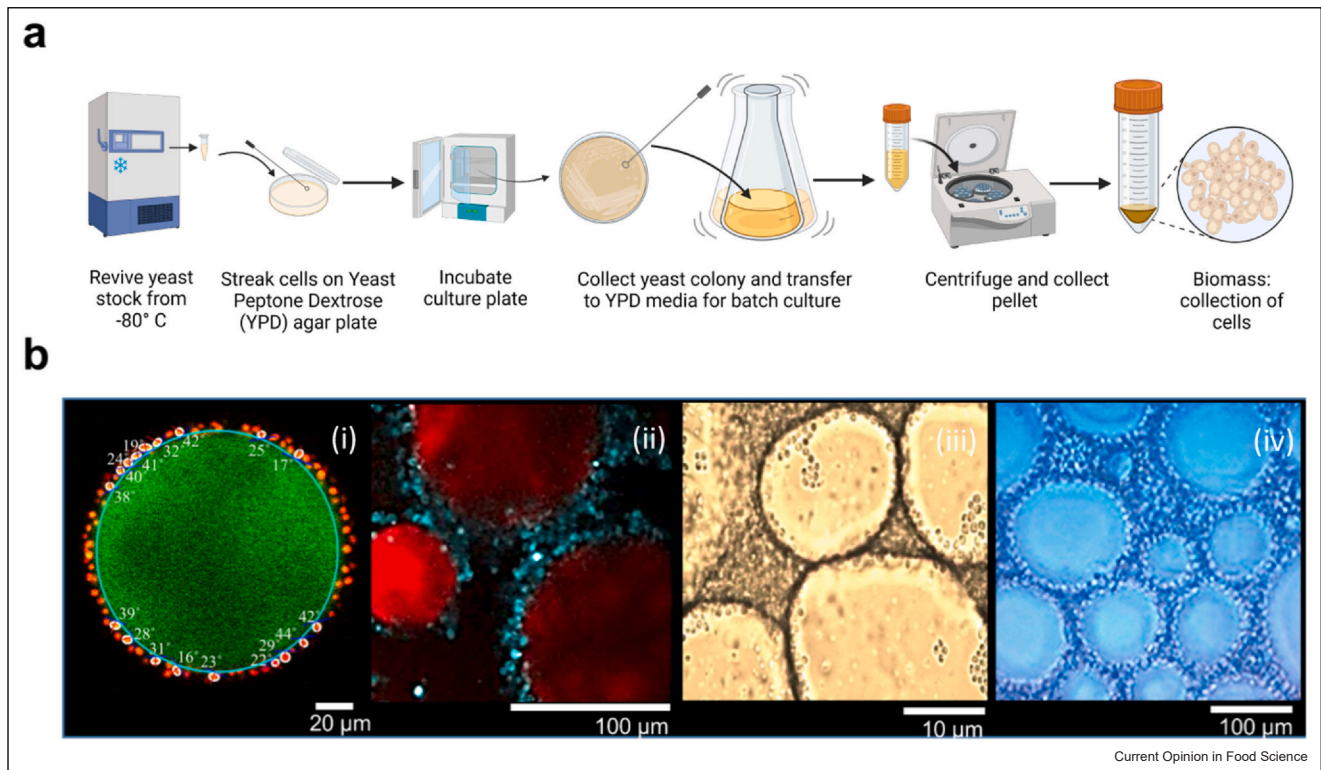 a
Revive yeast
stock from
-80° C
Streak cells on Yeast
Peptone Dextrose
(YPD) agar plate
Incubate
culture plate
Collect yeast colony and transfer
to YPD media for batch culture
Centrifuge and collect
pellet
Biomass:
collection of
cells
b
(i)
42°
19°
32°
24°
41°
40°
38°
25°
17°
39°
28°
31°
16°
23°
22°
29°
44°
42°
20 µm
(ii)
100 µm
(iii)
10 µm
(iv)
100 µm
Current Opinion in Food Science